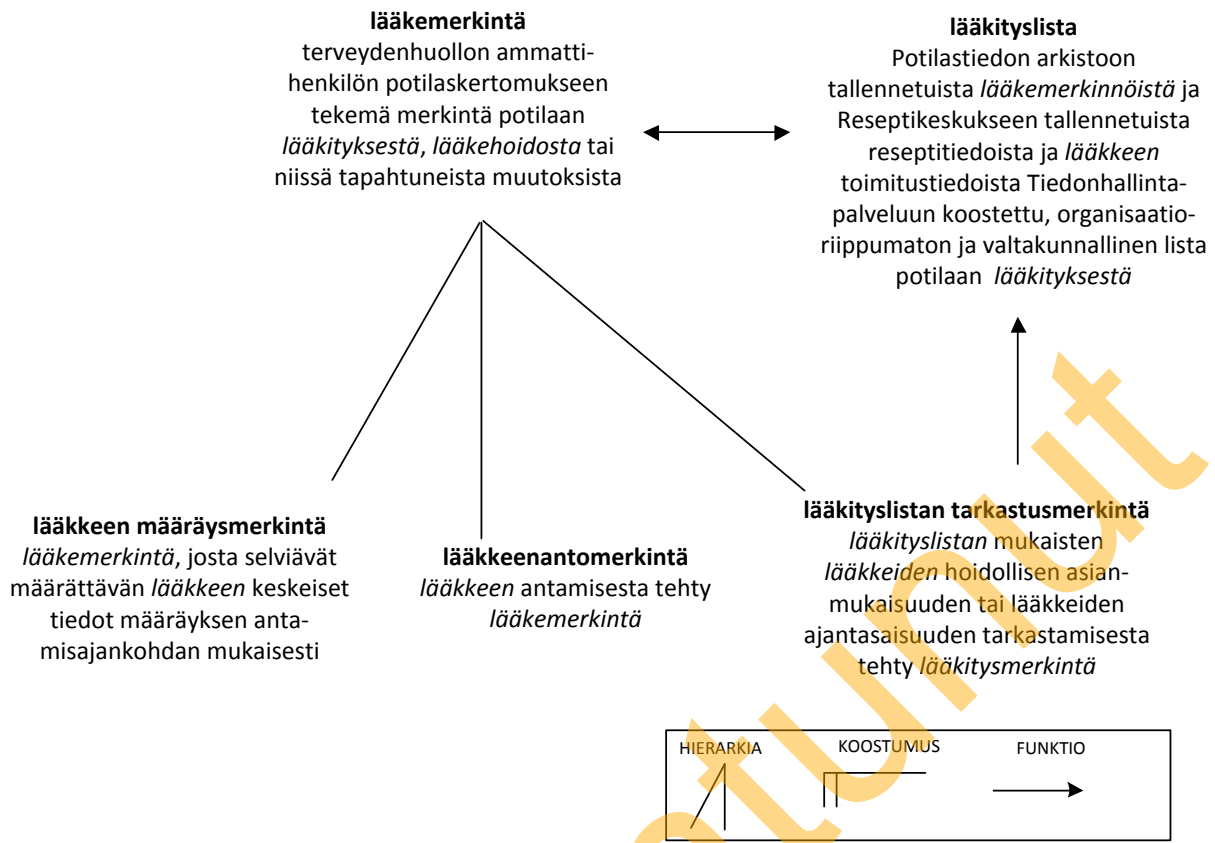 lääkemerkintä
terveydenhuollon ammatti-
henkilön potilaskertomukseen
tekemä merkintä potilaan
lääkityksestä, lääkehoidosta tai
niissä tapahtuneista muutoksista
lääkityslista
Potilastiedon arkistoon
tallennetuista lääkemerkinnöistä ja
Reseptikeskukseen tallennetuista
reseptitiedoista ja lääkkeen
toimitustiedoista Tiedonhallinta-
palveluun koostettu, organisaatio-
riippumaton ja valtakunnallinen lista
potilaan lääkityksestä
lääkkeen määräysmerkintä
lääkemerkintä, josta selviävät
määrättävän lääkkeen keskeiset
tiedot määräyksen anta-
misajankohdan mukaisesti
lääkkeenantomerkintä
lääkkeen antamisesta tehty
lääkemerkintä
lääkityslistan tarkastusmerkintä
lääkityslistan mukaisten
lääkkeiden hoidollisen asian-
mukaisuuden tai lääkkeiden
ajantasaisuuden tarkastamisesta
tehty lääkitysmerkintä
HIERARKIA KOOSTUMUS FUNKTIO